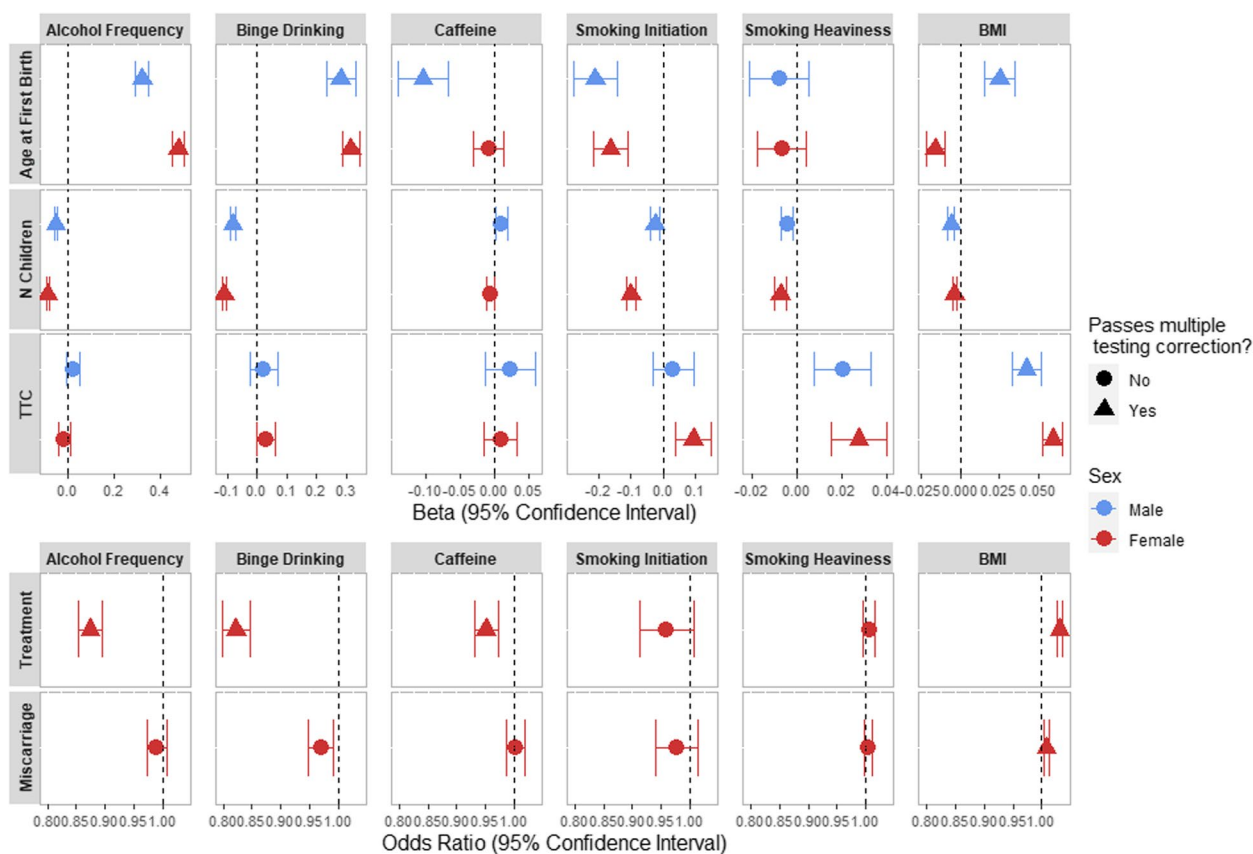 Alcohol Frequency Binge Drinking Caffeine Smoking Initiation Smoking Heaviness BMI
Age at First Birth
N Children
TTC
0.0 0.2 0.4 -0.1 0.0 0.1 0.2 0.3 -0.10 -0.05 0.00 0.05 -0.2 -0.1 0.0 0.1 -0.02 0.00 0.02 0.04 -0.025 0.000 0.025 0.050
Beta (95% Confidence Interval)
Passes multiple
testing correction?
No
Yes
Sex
Male
Female
Alcohol Frequency Binge Drinking Caffeine Smoking Initiation Smoking Heaviness BMI
Treatment
Miscarriage
0.80 0.85 0.90 0.95 1.00 0.80 0.85 0.90 0.95 1.00 0.80 0.85 0.90 0.95 1.00 0.80 0.85 0.90 0.95 1.00 0.80 0.85 0.90 0.95 1.00 0.80 0.85 0.90 0.95 1.00
Odds Ratio (95% Confidence Interval)